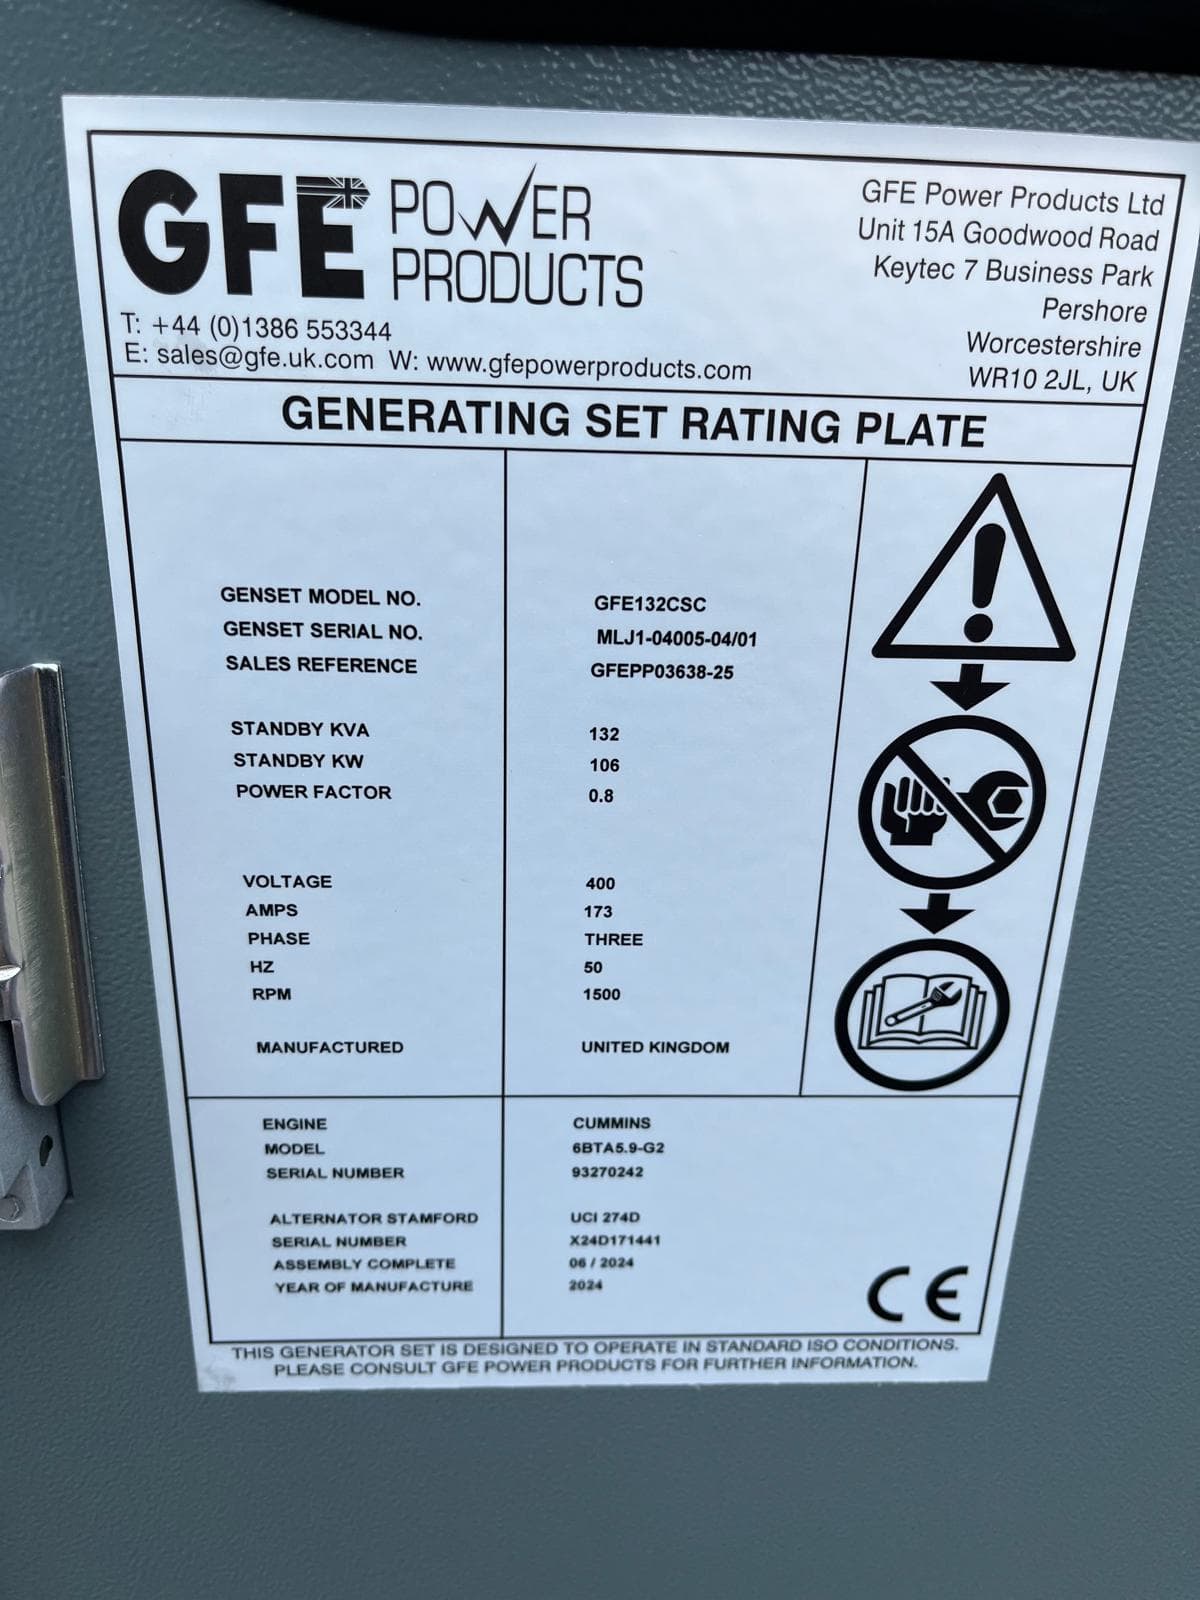 GFE POWER PRODUCTS
T: +44 (0)1386 553344
E: sales@gfe.uk.com W: www.gfepowerproducts.com
GFE Power Products Ltd
Unit 15A Goodwood Road
Keytec 7 Business Park
Pershore
Worcestershire
WR10 2JL, UK
GENERATING SET RATING PLATE
GENSET MODEL NO. GFE132CSC
GENSET SERIAL NO. MLJ1-04005-04/01
SALES REFERENCE GFEPP03638-25
STANDBY KVA 132
STANDBY KW 106
POWER FACTOR 0.8
VOLTAGE 400
AMPS 173
PHASE THREE
HZ 50
RPM 1500
MANUFACTURED UNITED KINGDOM
ENGINE CUMMINS
MODEL 6BTA5.9-G2
SERIAL NUMBER 93270242
ALTERNATOR STAMFORD UCI 274D
SERIAL NUMBER X24D171441
ASSEMBLY COMPLETE 06 / 2024
YEAR OF MANUFACTURE 2024
CE
THIS GENERATOR SET IS DESIGNED TO OPERATE IN STANDARD ISO CONDITIONS.
PLEASE CONSULT GFE POWER PRODUCTS FOR FURTHER INFORMATION.